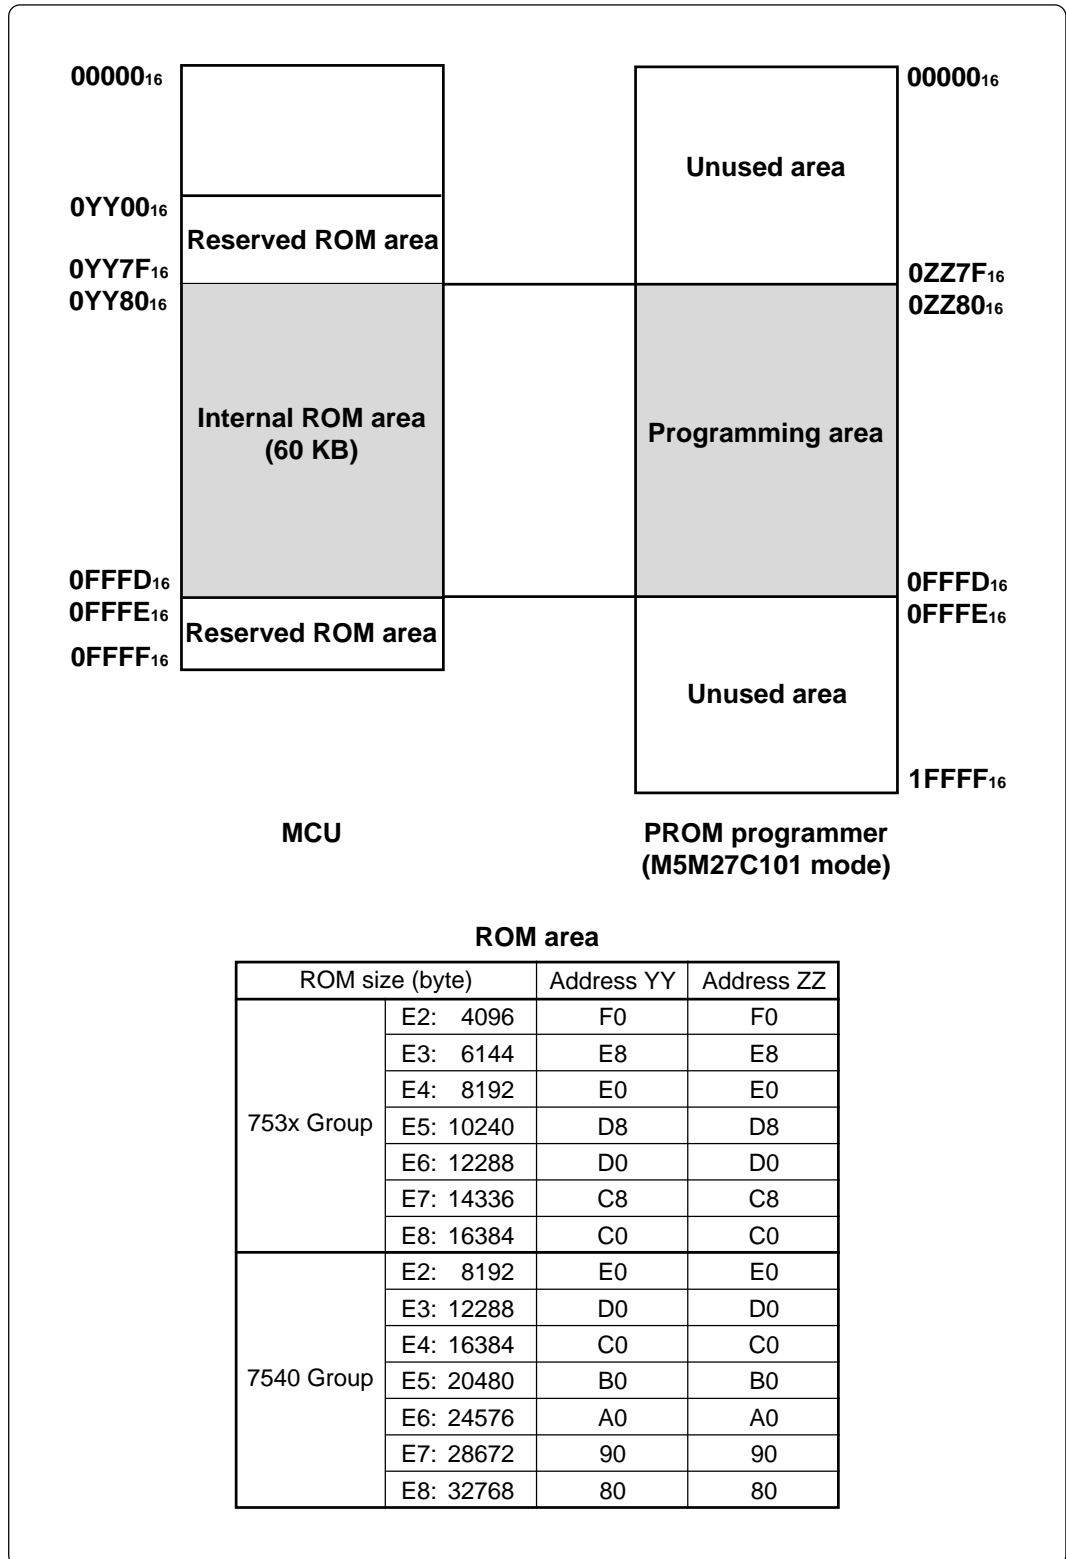 00000₁₆
00000₁₆
Unused area
0YY00₁₆
Reserved ROM area
0YY7F₁₆
0ZZ7F₁₆
0YY80₁₆
0ZZ80₁₆
Internal ROM area
(60 KB)
Programming area
0FFFD₁₆
0FFFD₁₆
0FFFE₁₆
0FFFE₁₆
Reserved ROM area
0FFFF₁₆
Unused area
1FFFF₁₆
MCU
PROM programmer
(M5M27C101 mode)
ROM area
ROM size (byte) Address YY Address ZZ
E2: 4096 F0 F0
E3: 6144 E8 E8
E4: 8192 E0 E0
753x Group E5: 10240 D8 D8
E6: 12288 D0 D0
E7: 14336 C8 C8
E8: 16384 C0 C0
E2: 8192 E0 E0
E3: 12288 D0 D0
E4: 16384 C0 C0
7540 Group E5: 20480 B0 B0
E6: 24576 A0 A0
E7: 28672 90 90
E8: 32768 80 80